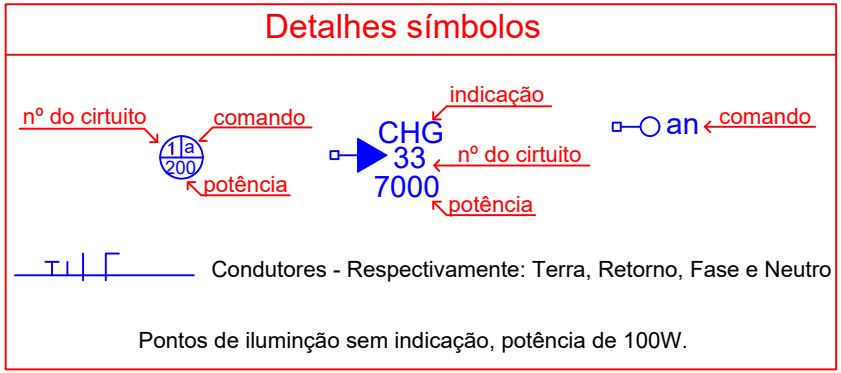 Detalhes símbolos
indicação
nº do cirtuito
comando
CHG
an
comando
1
a
33
nº do cirtuito
200
potência
7000
potência
Condutores - Respectivamente: Terra, Retorno, Fase e Neutro
Pontos de iluminção sem indicação, potência de 100W.